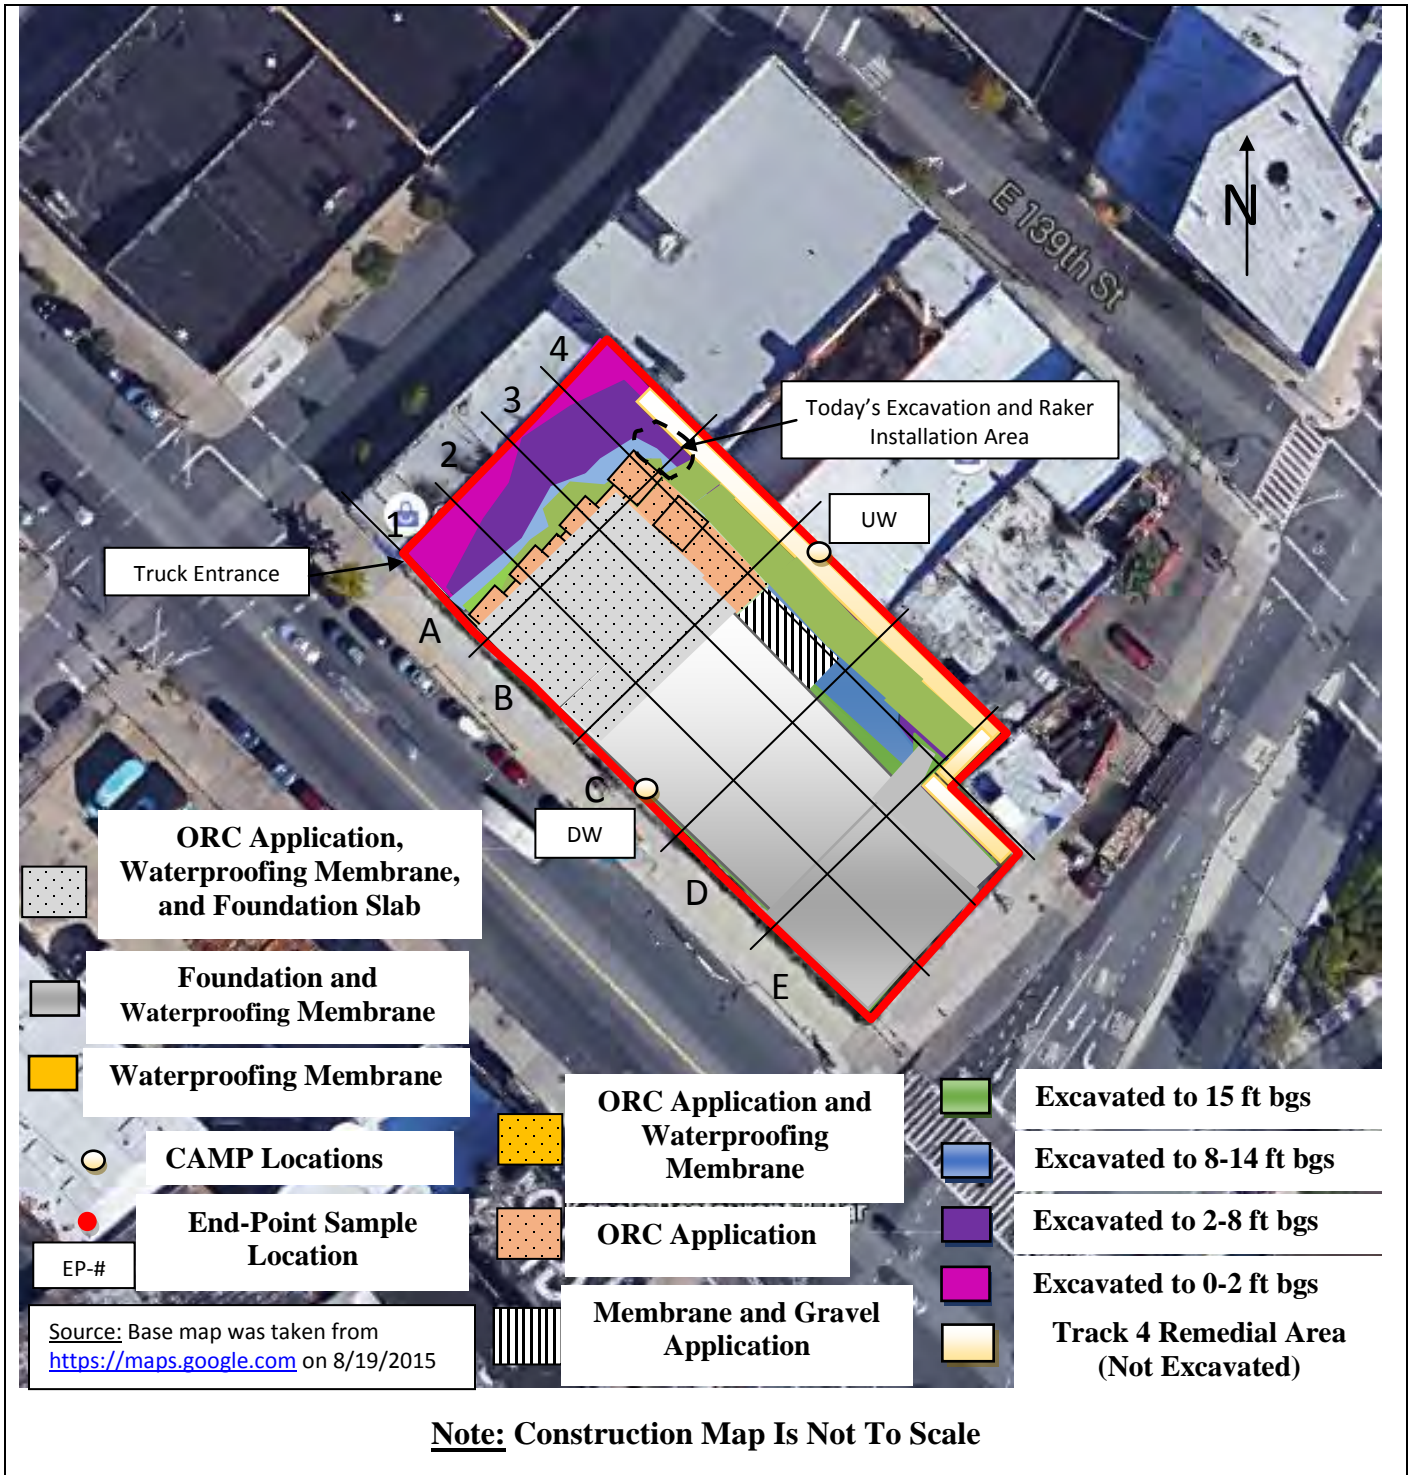 E 139th St
N
4
3
2
1
Today's Excavation and Raker
Installation Area
UW
Truck Entrance
A
B
C
DW
D
E
ORC Application,
Waterproofing Membrane,
and Foundation Slab
Foundation and
Waterproofing Membrane
Waterproofing Membrane
CAMP Locations
End-Point Sample
Location
EP-#
Source: Base map was taken from
https://maps.google.com on 8/19/2015
ORC Application and
Waterproofing
Membrane
ORC Application
Membrane and Gravel
Application
Excavated to 15 ft bgs
Excavated to 8-14 ft bgs
Excavated to 2-8 ft bgs
Excavated to 0-2 ft bgs
Track 4 Remedial Area
(Not Excavated)
Note: Construction Map Is Not To Scale